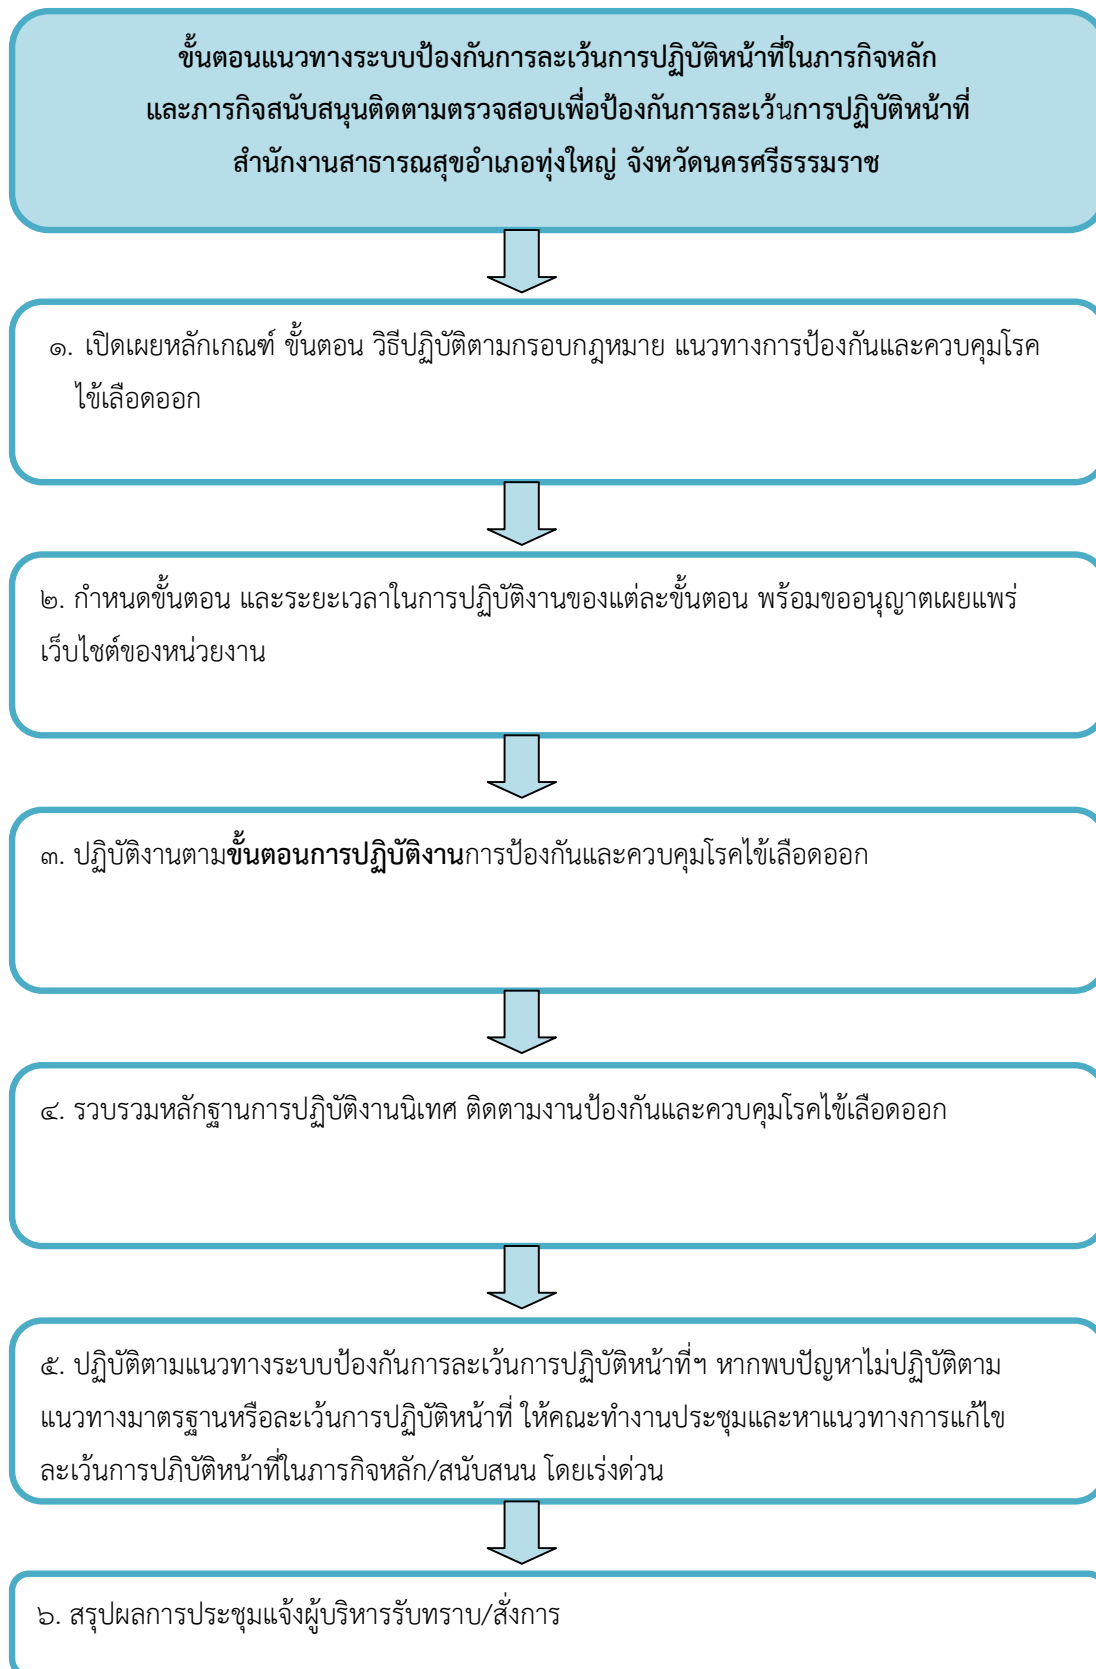 ขั้นตอนแนวทางระบบป้องกันการละเว้นการปฏิบัติหน้าที่ในภารกิจหลัก
และภารกิจสนับสนุนติดตามตรวจสอบเพื่อป้องกันการละเว้นการปฏิบัติหน้าที่
สำนักงานสาธารณสุขอำเภอทุ่งใหญ่ จังหวัดนครศรีธรรมราช
๑. เปิดเผยหลักเกณฑ์ ขั้นตอน วิธีปฏิบัติตามกรอบกฎหมาย แนวทางการป้องกันและควบคุมโรค
ไข้เลือดออก
๒. กำหนดขั้นตอน และระยะเวลาในการปฏิบัติงานของแต่ละขั้นตอน พร้อมขออนุญาตเผยแพร่
เว็บไซต์ของหน่วยงาน
๓. ปฏิบัติงานตามขั้นตอนการปฏิบัติงานการป้องกันและควบคุมโรคไข้เลือดออก
๔. รวบรวมหลักฐานการปฏิบัติงานนิเทศ ติดตามงานป้องกันและควบคุมโรคไข้เลือดออก
๕. ปฏิบัติตามแนวทางระบบป้องกันการละเว้นการปฏิบัติหน้าที่ฯ หากพบปัญหาไม่ปฏิบัติตาม
แนวทางมาตรฐานหรือละเว้นการปฏิบัติหน้าที่ ให้คณะทำงานประชุมและหาแนวทางการแก้ไข
ละเว้นการปฏิบัติหน้าที่ในภารกิจหลัก/สนับสนุน โดยเร่งด่วน
๖. สรุปผลการประชุมแจ้งผู้บริหารรับทราบ/สั่งการ